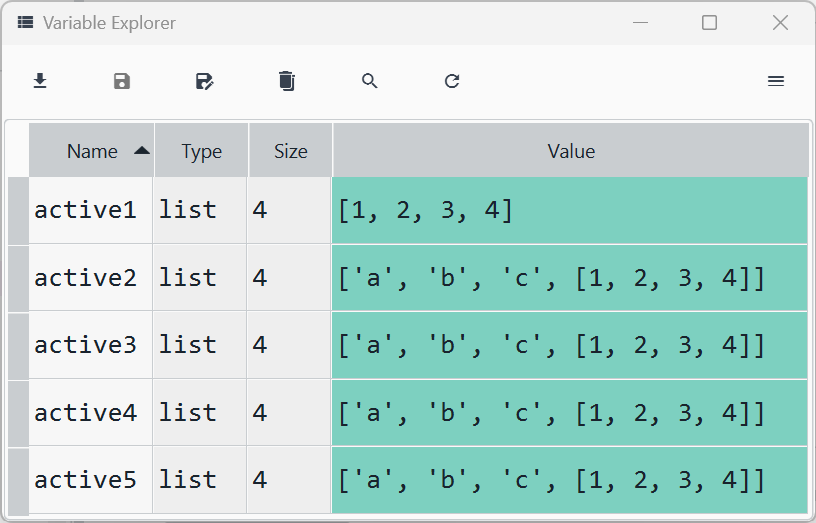 Variable Explorer
Name Type Size Value
active1 list 4 [1, 2, 3, 4]
active2 list 4 ['a', 'b', 'c', [1, 2, 3, 4]]
active3 list 4 ['a', 'b', 'c', [1, 2, 3, 4]]
active4 list 4 ['a', 'b', 'c', [1, 2, 3, 4]]
active5 list 4 ['a', 'b', 'c', [1, 2, 3, 4]]